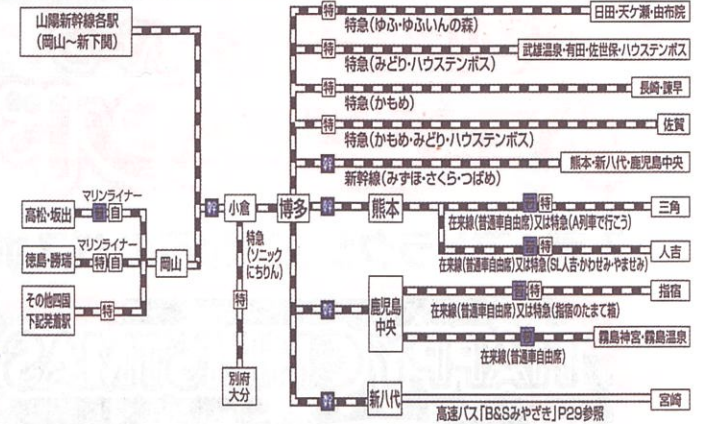 山陽新幹線各駅
(岡山～新下関)
特
日田・天ケ瀬・由布院
特急(ゆふ・ゆふいんの森)
特
武雄温泉・有田・佐世保・ハウステンボス
特急(みどり・ハウステンボス)
特
長崎・諫早
特急(かもめ)
特
佐賀
特急(かもめ・みどり・ハウステンボス)
熊本・新八代・鹿児島中央
新幹線(みずほ・さくら・つばめ)
マリンライナー
高松・坂出
自
小倉
博多
熊本
特
三角
在来線(普通車自由席)又は特急(A列車で行こう)
マリンライナー
徳島・勝瑞
特
自
岡山
特急
(ソニック
にちりん)
特
人吉
在来線(普通車自由席)又は特急(SL人吉・かわせみ・やませみ)
その他四国
下記発着駅
特
特
鹿児島
中央
特
指宿
在来線(普通車自由席)又は特急(指宿のたまて箱)
霧島神宮・霧島温泉
在来線(普通車自由席)
別府
大分
新八代
宮崎
高速バス「B&Sみやざき」P29参照